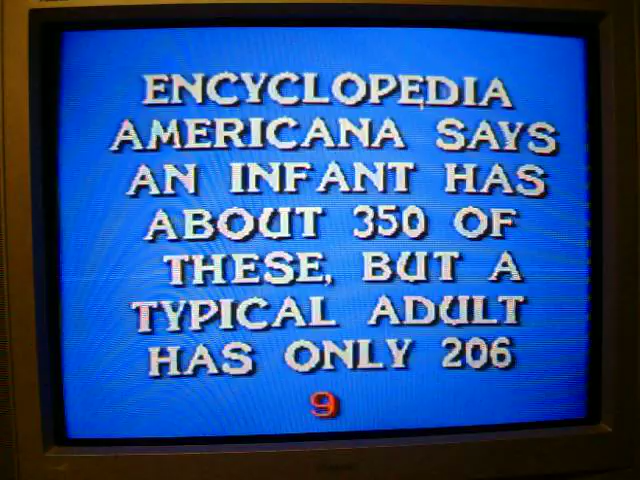 ENCYCLOPEDIA
AMERICANA SAYS
AN INFANT HAS
ABOUT 350 OF
THESE, BUT A
TYPICAL ADULT
HAS ONLY 206
9